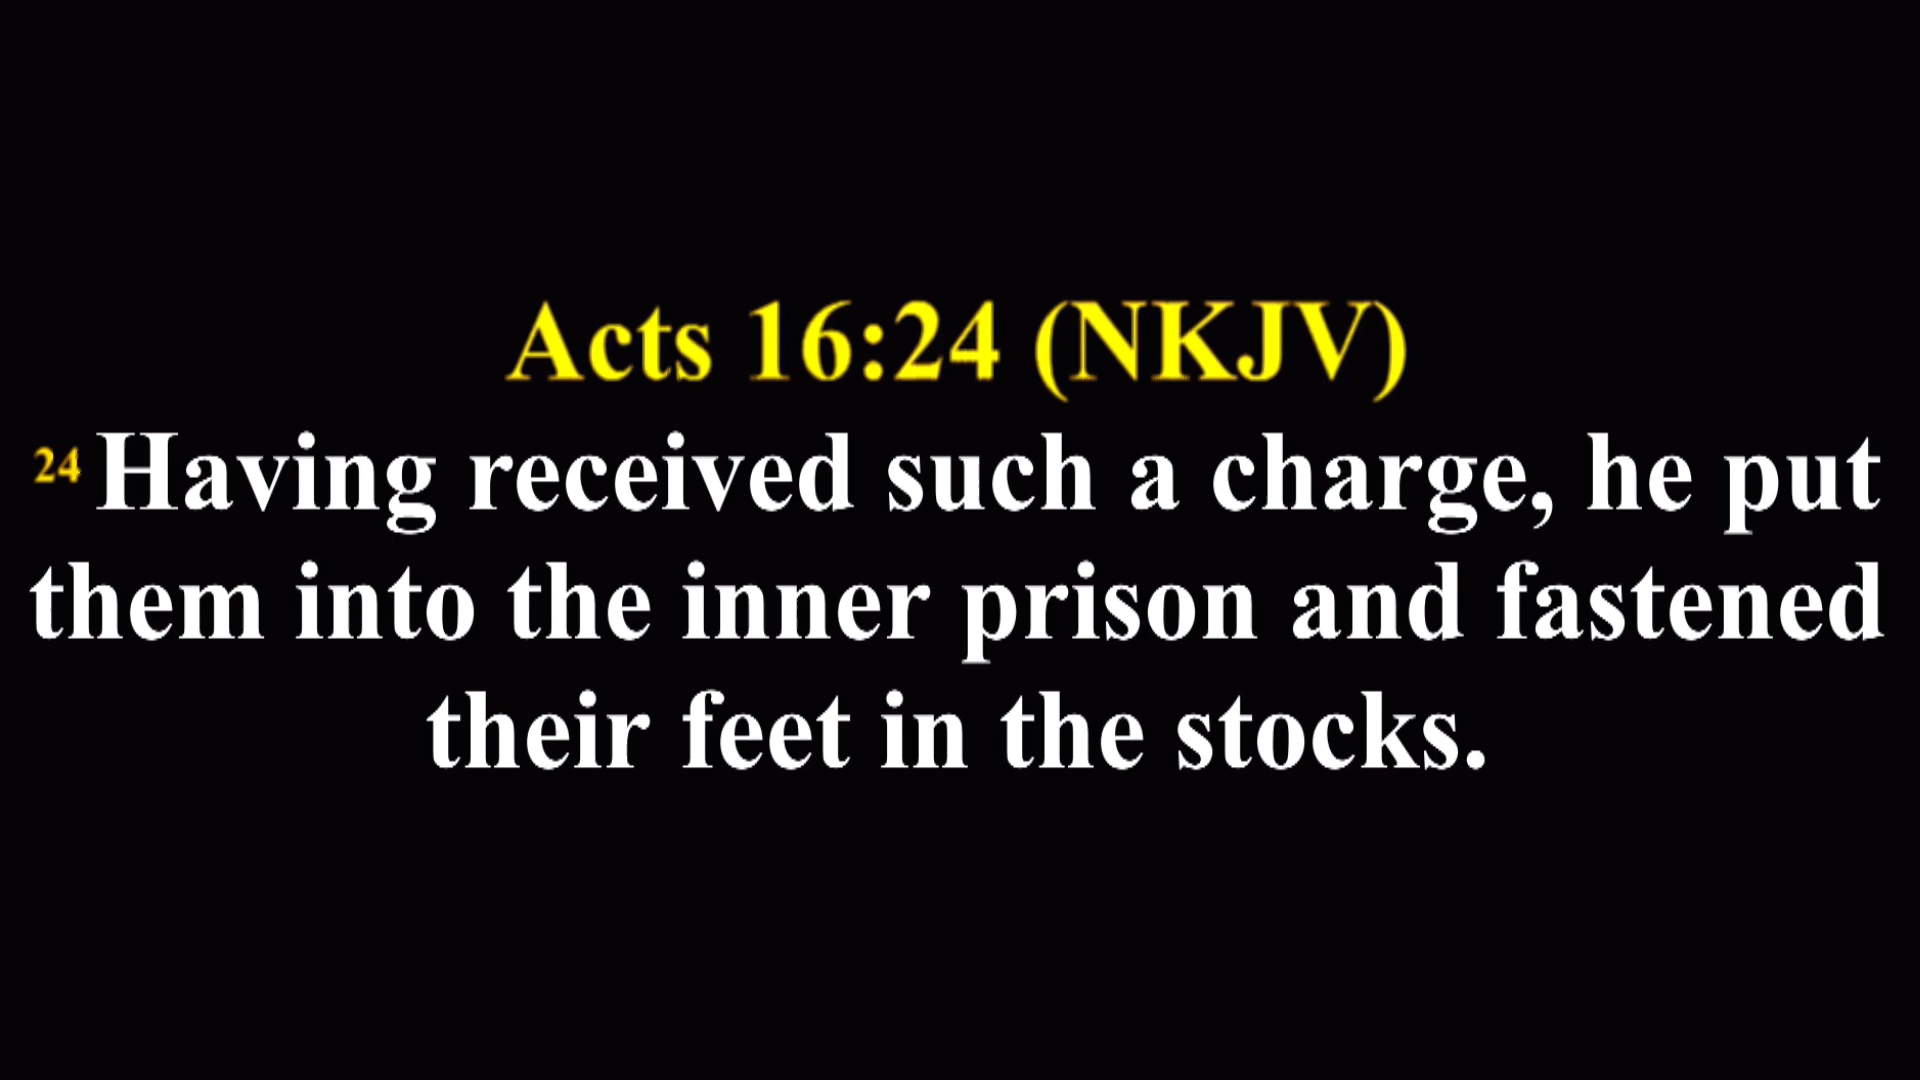 Acts 16:24 (NKJV)
24 Having received such a charge, he put
them into the inner prison and fastened
their feet in the stocks.